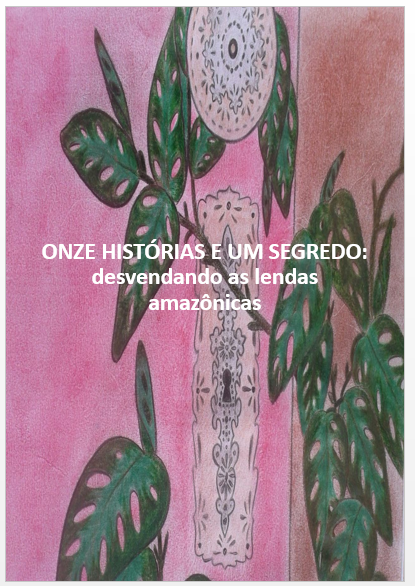 ONZE HISTÓRIAS E UM SEGREDO:
desvendando as lendas
amazônicas